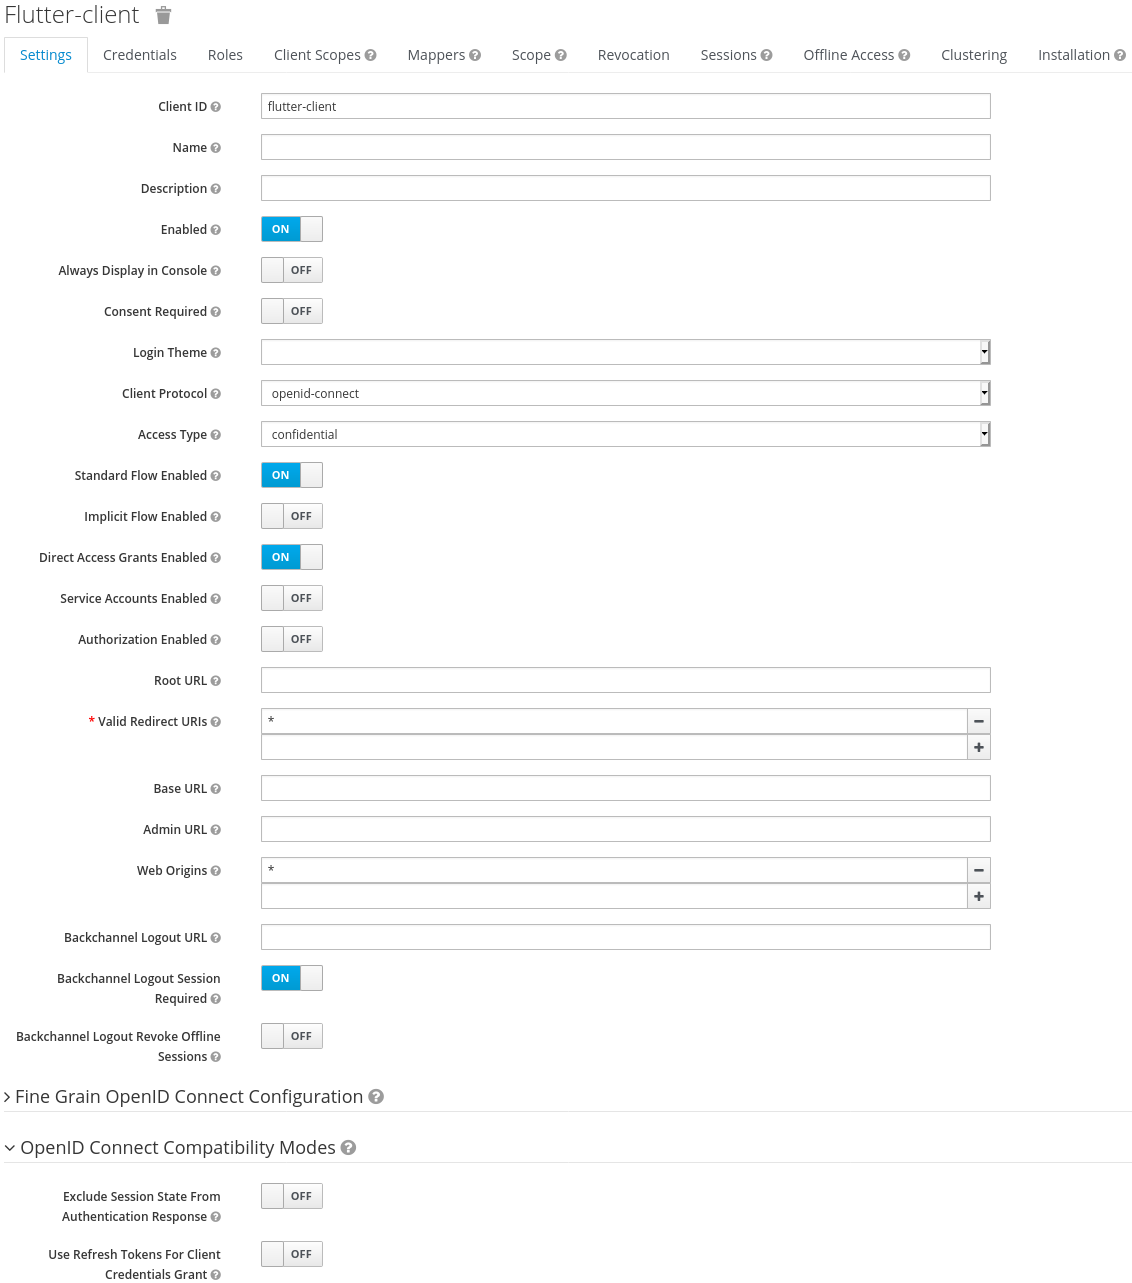 Flutter-client
Settings Credentials Roles Client Scopes Mappers Scope Revocation Sessions Offline Access Clustering Installation
Client ID flutter-client
Name
Description
Enabled ON
Always Display in Console OFF
Consent Required OFF
Login Theme
Client Protocol openid-connect
Access Type confidential
Standard Flow Enabled ON
Implicit Flow Enabled OFF
Direct Access Grants Enabled ON
Service Accounts Enabled OFF
Authorization Enabled OFF
Root URL
* Valid Redirect URIs *
Base URL
Admin URL
Web Origins *
Backchannel Logout URL
Backchannel Logout Session ON
Required
Backchannel Logout Revoke Offline OFF
Sessions
Fine Grain OpenID Connect Configuration
OpenID Connect Compatibility Modes
Exclude Session State From OFF
Authentication Response
Use Refresh Tokens For Client OFF
Credentials Grant